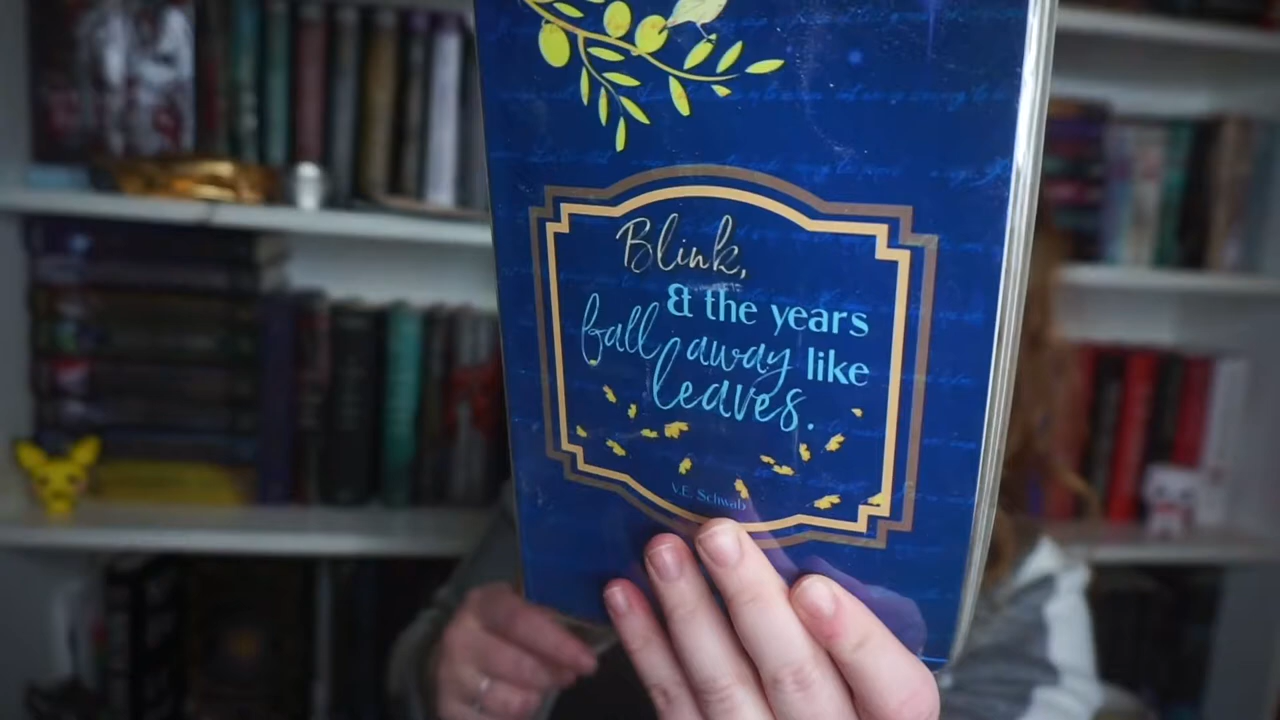 Blink,
& the years
fall away like
leaves.
V.E. Schwab